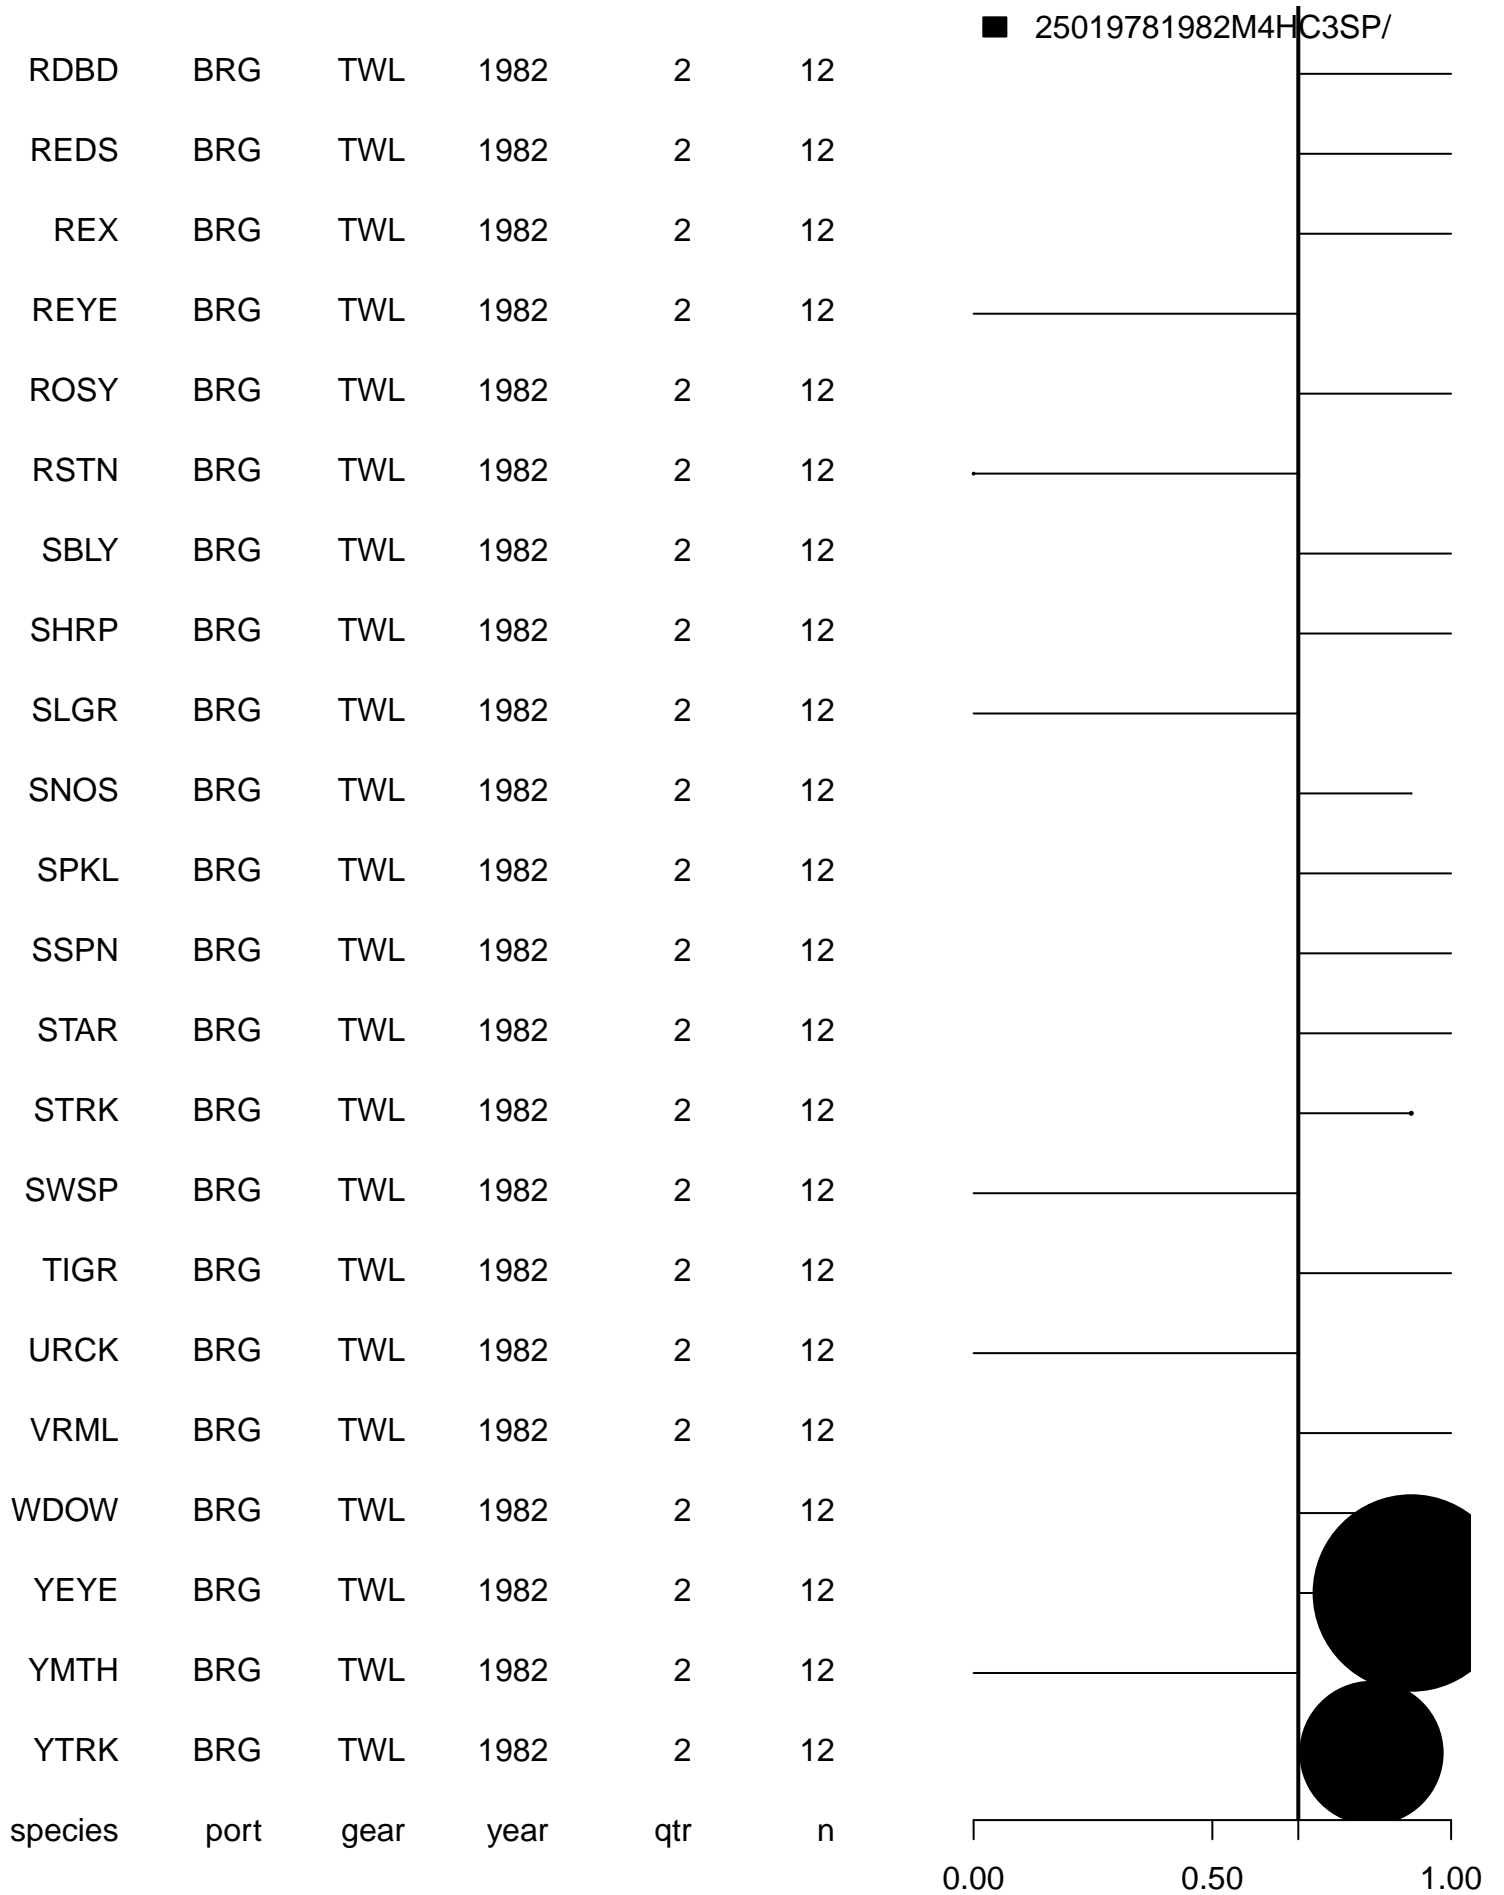 25019781982M4HC3SP/
RDBD BRG TWL 1982 2 12
REDS BRG TWL 1982 2 12
REX BRG TWL 1982 2 12
REYE BRG TWL 1982 2 12
ROSY BRG TWL 1982 2 12
RSTN BRG TWL 1982 2 12
SBLY BRG TWL 1982 2 12
SHRP BRG TWL 1982 2 12
SLGR BRG TWL 1982 2 12
SNOS BRG TWL 1982 2 12
SPKL BRG TWL 1982 2 12
SSPN BRG TWL 1982 2 12
STAR BRG TWL 1982 2 12
STRK BRG TWL 1982 2 12
SWSP BRG TWL 1982 2 12
TIGR BRG TWL 1982 2 12
URCK BRG TWL 1982 2 12
VRML BRG TWL 1982 2 12
WDOW BRG TWL 1982 2 12
YEYE BRG TWL 1982 2 12
YMTH BRG TWL 1982 2 12
YTRK BRG TWL 1982 2 12
species port gear year qtr n
0.00 0.50 1.00